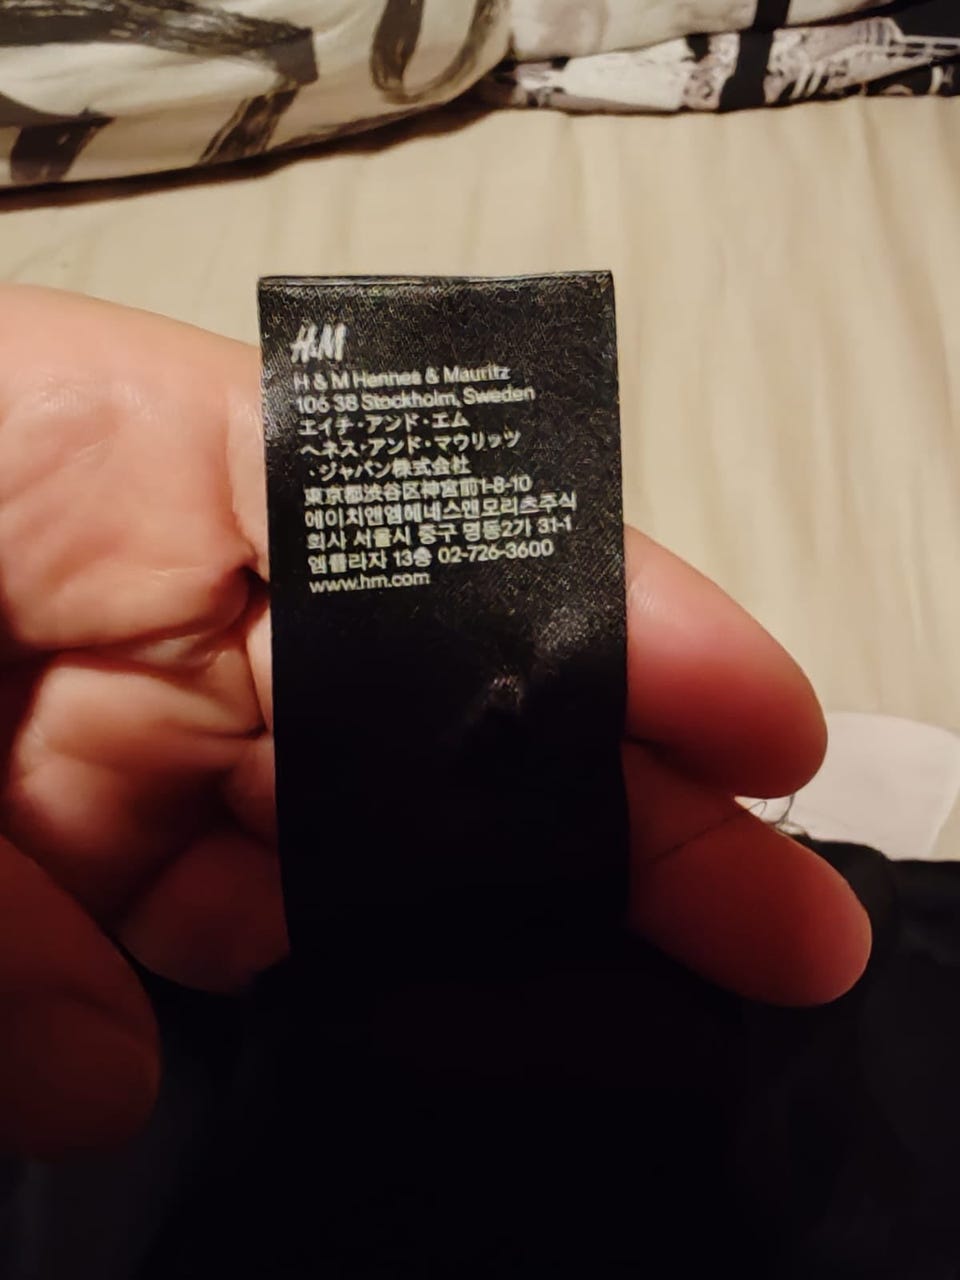 H&M
H & M Hennes & Mauritz
106 38 Stockholm, Sweden
エイチ・アンド・エム
ヘネス・アンド・マウリッツ
・ジャパン株式会社
東京都渋谷区神宮前1-8-10
에이치앤엠헤네스앤모리츠주식
회사 서울시 중구 명동2가 31-1
엠플라자 13층 02-726-3600
www.hm.com